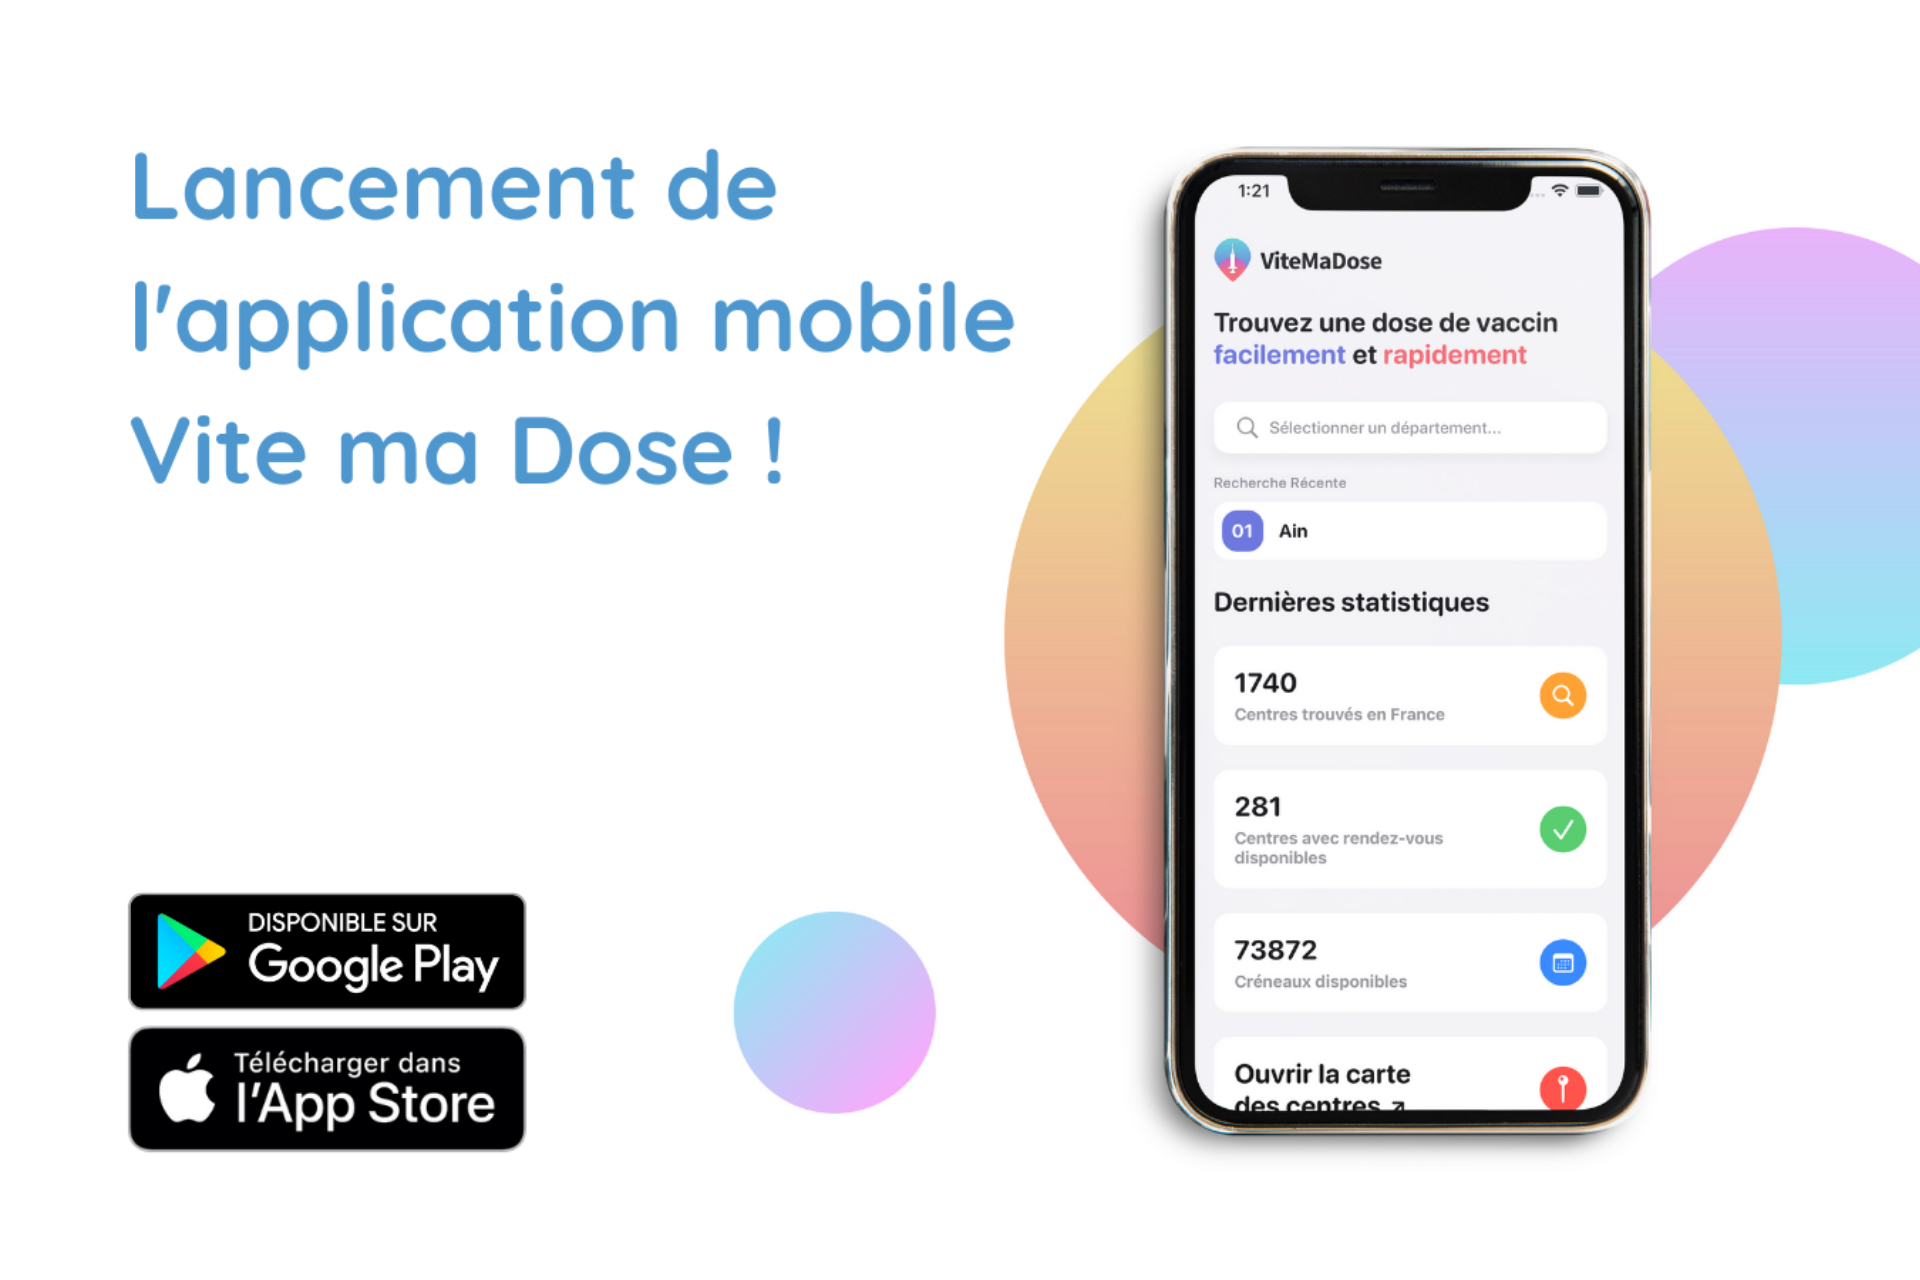 Lancement de
l'application mobile
Vite ma Dose !
DISPONIBLE SUR
Google Play
Télécharger dans
l'App Store
1:21
ViteMaDose
Trouvez une dose de vaccin
facilement et rapidement
Sélectionner un département...
Recherche Récente
01 Ain
Dernières statistiques
1740
Centres trouvés en France
281
Centres avec rendez-vous
disponibles
73872
Créneaux disponibles
Ouvrir la carte
des centres ↗